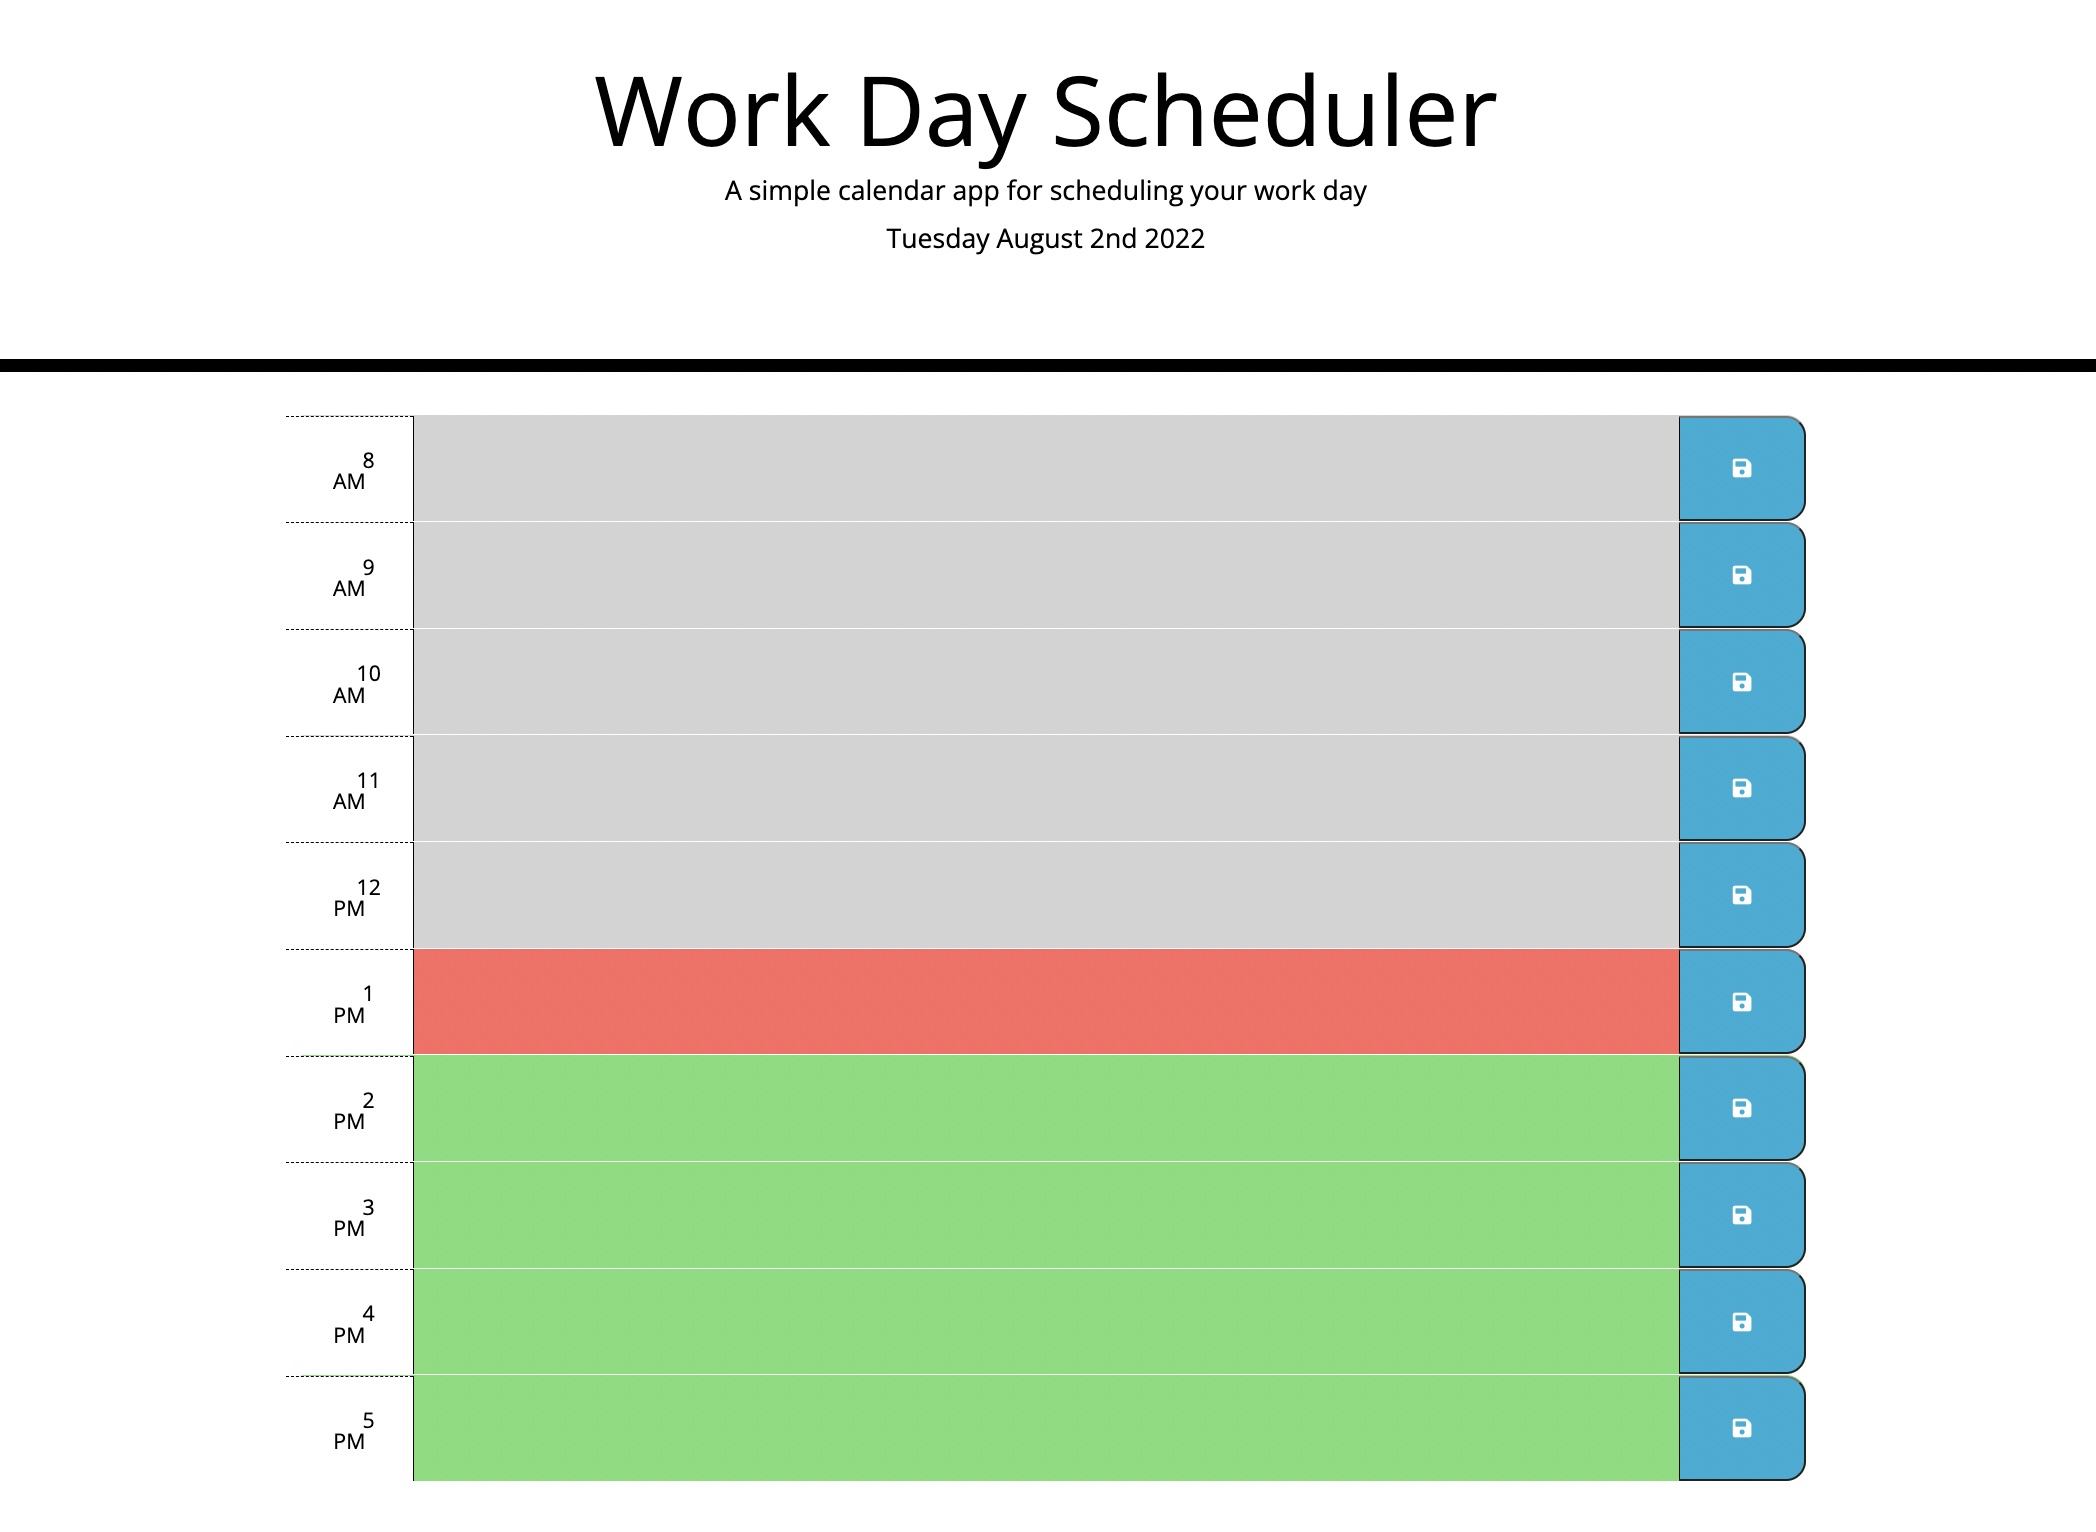 Work Day Scheduler
A simple calendar app for scheduling your work day
Tuesday August 2nd 2022
8
AM
9
AM
10
AM
11
AM
12
PM
1
PM
2
PM
3
PM
4
PM
5
PM